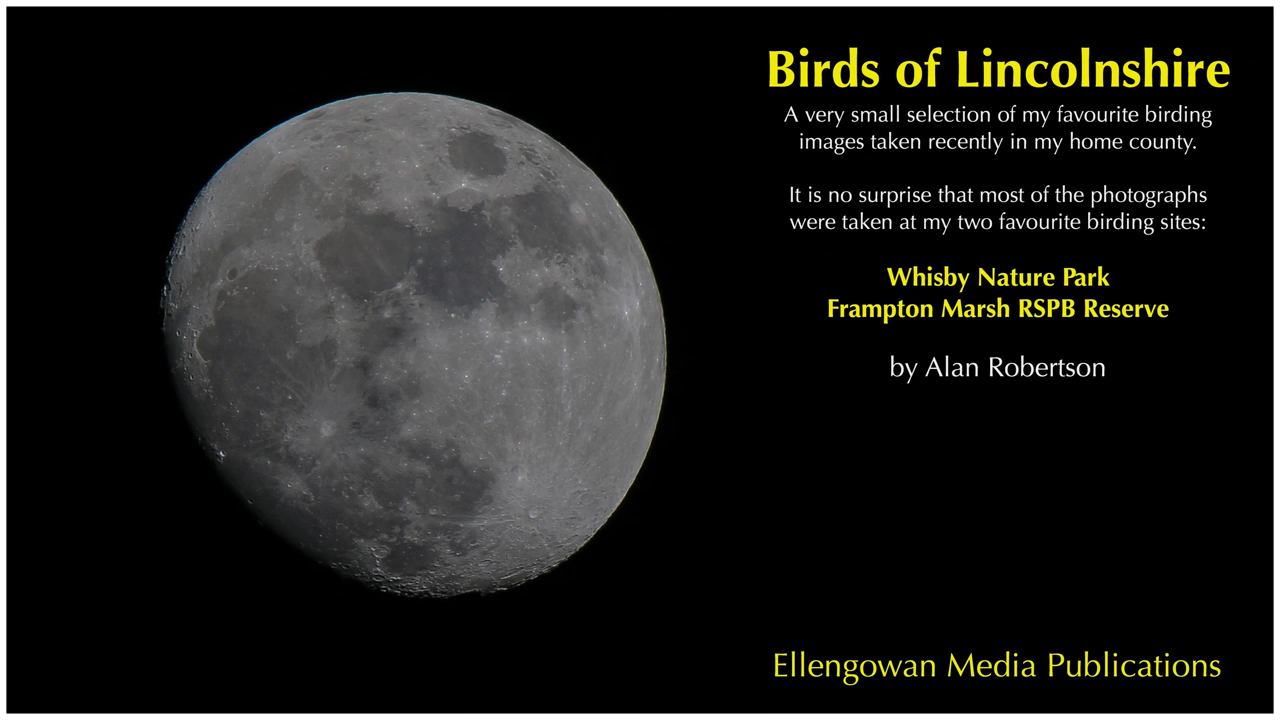 Birds of Lincolnshire
A very small selection of my favourite birding
images taken recently in my home county.
It is no surprise that most of the photographs
were taken at my two favourite birding sites:
Whisby Nature Park
Frampton Marsh RSPB Reserve
by Alan Robertson
Ellengowan Media Publications